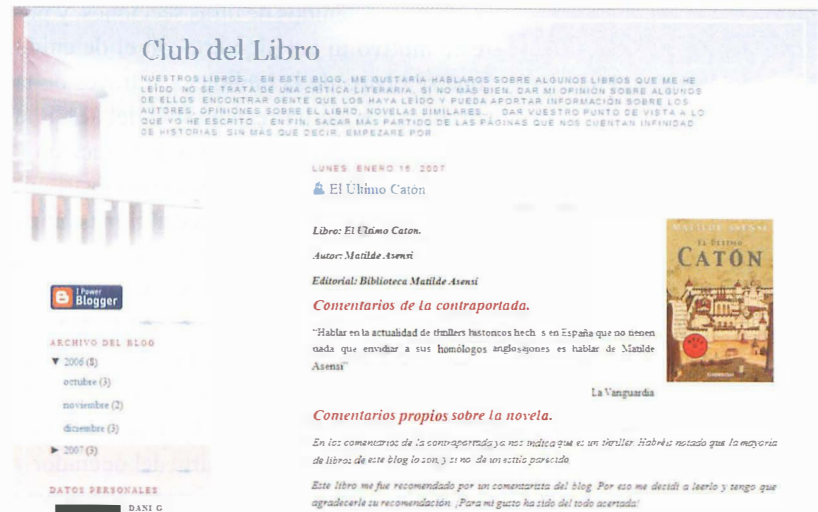 Club del Libro
NUESTROS LIBROS... EN ESTE BLOG, ME GUSTARÍA HABLAROS SOBRE ALGUNOS LIBROS QUE ME HE
LEÍDO. NO SE TRATA DE UNA CRÍTICA LITERARIA, SI NO MÁS BIEN, DAR MI OPINIÓN SOBRE ALGUNOS
DE ELLOS, ENCONTRAR GENTE QUE LOS HAYA LEÍDO Y PUEDA APORTAR INFORMACIÓN SOBRE LOS
AUTORES, OPINIONES SOBRE EL LIBRO, NOVELAS SIMILARES... DAR VUESTRO PUNTO DE VISTA A LO
QUE YO HE ESCRITO... EN FIN, SACAR MÁS PARTIDO DE LAS PÁGINAS QUE NOS CUENTAN INFINIDAD
DE HISTORIAS. SIN MÁS QUE DECIR, EMPEZARE POR
LUNES, ENERO 15, 2007
El Último Catón
Libro: El Último Caton.
Autor: Matilde Asensi
Editorial: Biblioteca Matilde Asensi
Comentarios de la contraportada.
"Hablar en la actualidad de thrillers historicos hech s en España que no tienen
nada que envidiar a sus homólogos anglosajones es hablar de Matilde
Asensi"
La Vanguardia
MATILDE ASENSI
EL ÚLTIMO
CATÓN
Comentarios propios sobre la novela.
En los comentarios de la contraportada ya nos indica que es un thriller. Habréis notado que la mayoría
de libros de este blog lo son, y si no, de un estilo parecido.
Este libro me fue recomendado por un comentarista del blog. Por eso me decidí a leerlo y tengo que
agradecerle su recomendación. ¡Para mi gusto ha sido del todo acertada!
I Power
Blogger
ARCHIVO DEL BLOG
▼ 2006 (8)
octubre (3)
noviembre (2)
diciembre (3)
► 2007 (3)
DATOS PERSONALES
DANI G